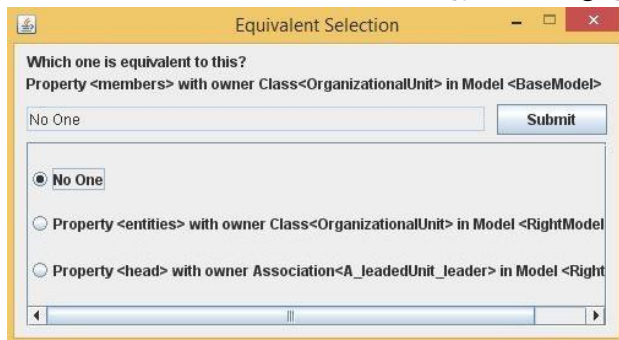 Equivalent Selection
Which one is equivalent to this?
Property <members> with owner Class<OrganizationalUnit> in Model <BaseModel>
No One
Submit
No One
Property <entities> with owner Class<OrganizationalUnit> in Model <RightModel
Property <head> with owner Association<A_leadedUnit_leader> in Model <Right